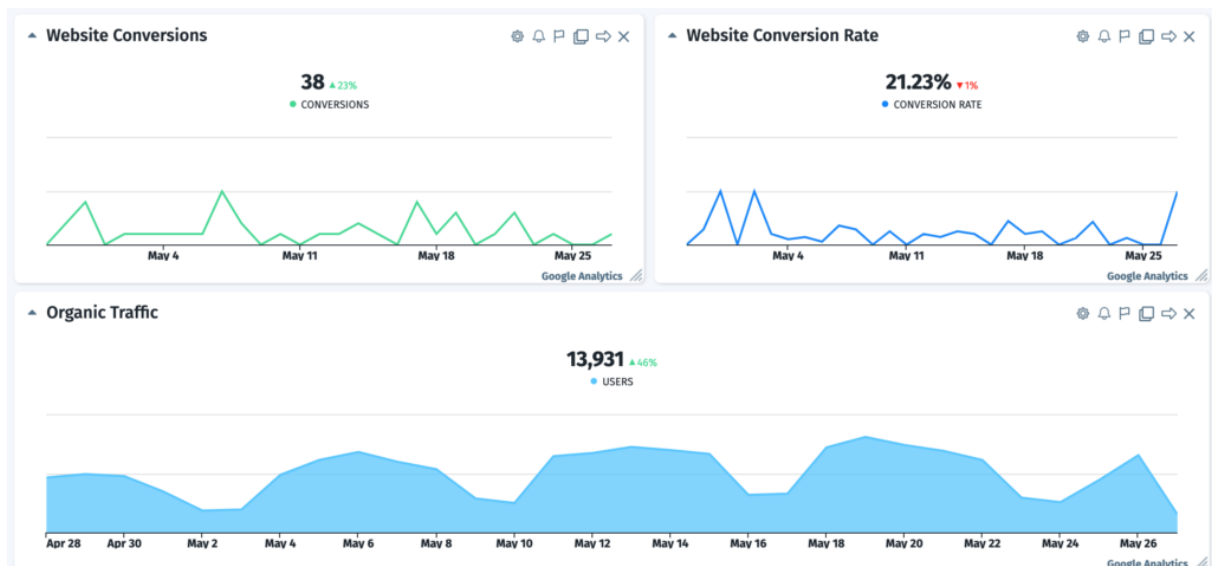 Website Conversions
38 ▲23%
CONVERSIONS
May 4 May 11 May 18 May 25
Google Analytics
Website Conversion Rate
21.23% ▼1%
CONVERSION RATE
May 4 May 11 May 18 May 25
Google Analytics
Organic Traffic
13,931 ▲46%
USERS
Apr 28 Apr 30 May 2 May 4 May 6 May 8 May 10 May 12 May 14 May 16 May 18 May 20 May 22 May 24 May 26
Google Analytics